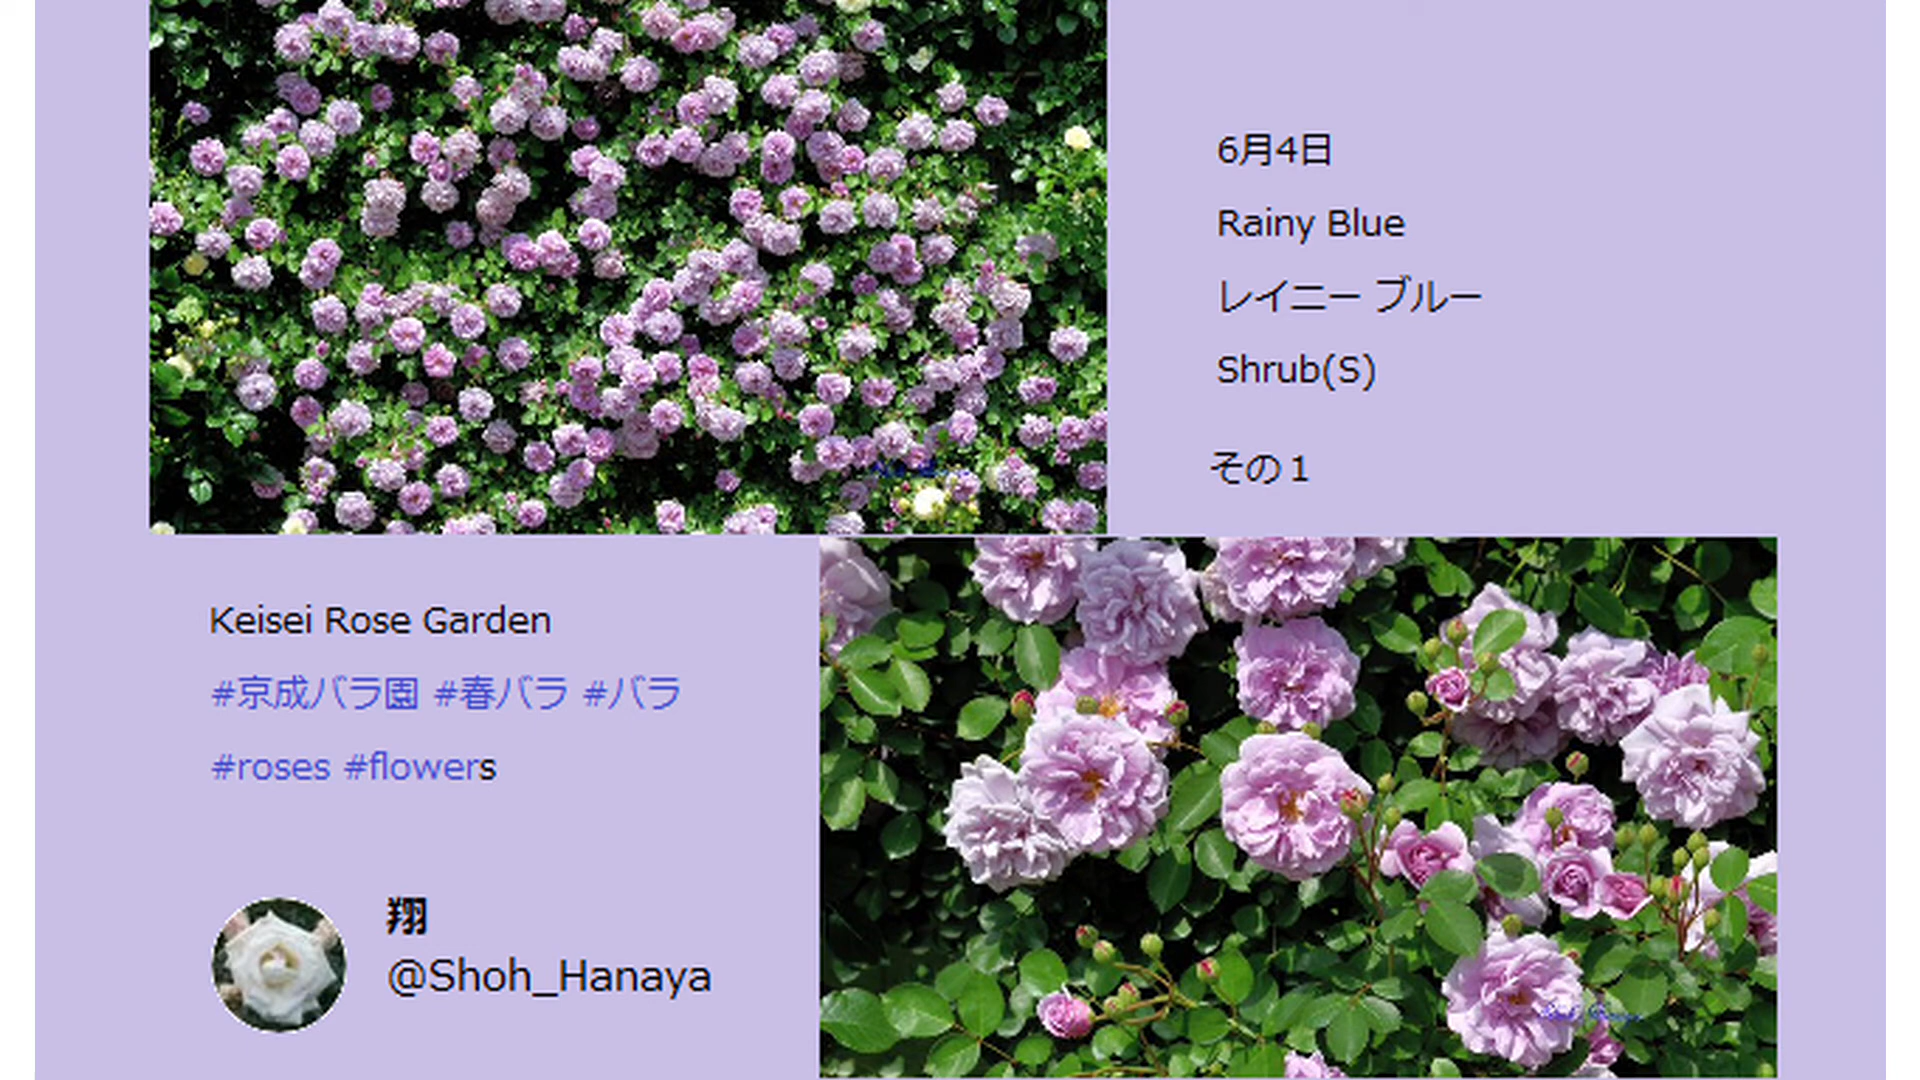 6月4日
Rainy Blue
レイニー ブルー
Shrub(S)
その１
Keisei Rose Garden
#京成バラ園 #春バラ #バラ
#roses #flowers
翔
@Shoh_Hanaya